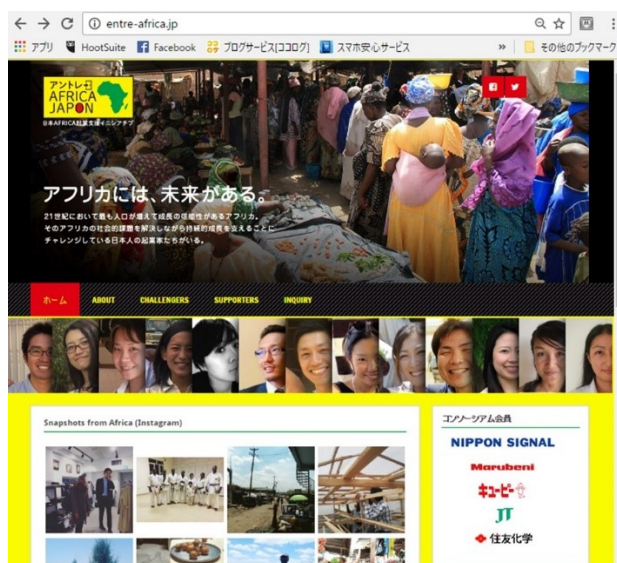 entre-africa.jp
アプリ HootSuite Facebook ブログサービス[ココログ] スマホ安心サービス » その他のブックマーク
アントレ
AFRICA
JAPON
日本AFRICA起業支援イニシアチブ
アフリカには、未来がある。
21世紀において最も人口が増えて成長の可能性があるアフリカ。
そのアフリカの社会的課題を解決しながら持続的成長を支えることに
チャレンジしている日本人の起業家たちがいる。
ホーム ABOUT CHALLENGERS SUPPORTERS INQUIRY
Snapshots from Africa (Instagram)
コンソーシアム会員
NIPPON SIGNAL
Marubeni
キユーピー
JT
住友化学